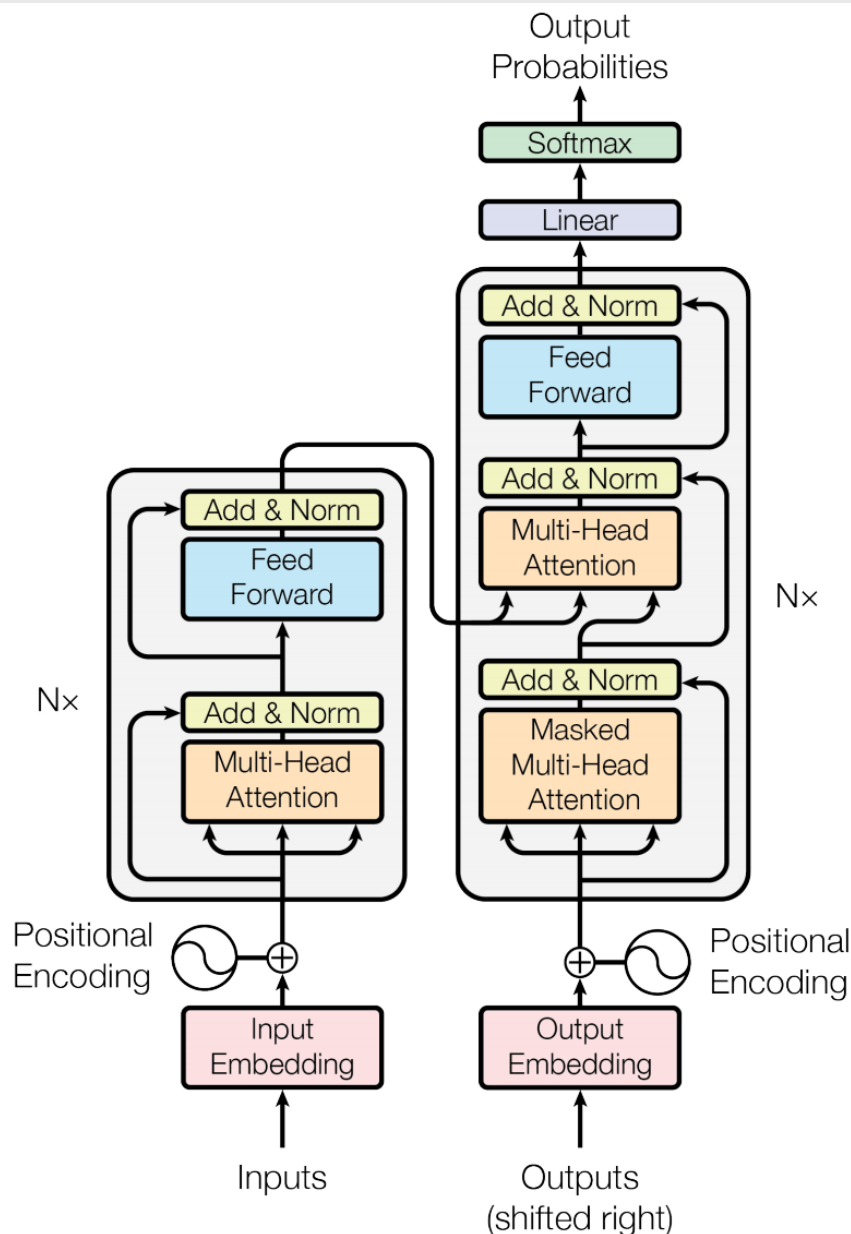 Output
Probabilities
Softmax
Linear
Add & Norm
Feed
Forward
Add & Norm
Multi-Head
Attention
Add & Norm
Masked
Multi-Head
Attention
N×
Add & Norm
Feed
Forward
Add & Norm
Multi-Head
Attention
N×
Positional
Encoding
Positional
Encoding
Input
Embedding
Output
Embedding
Inputs
Outputs
(shifted right)